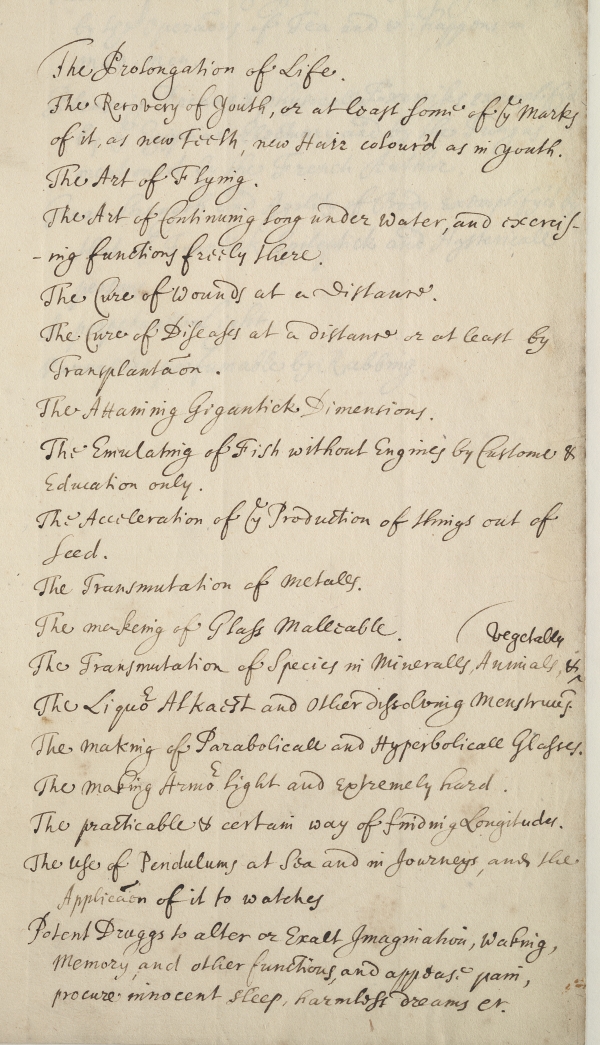 The Prolongation of Life.
The Recovery of Youth, or at least some of ye Marks
of it, as new Teeth, new Hair colour'd as in youth.
The Art of Flying.
The Art of Continuing long under water, and exercis-
-ing functions freely there.
The Cure of Wounds at a Distance.
The Cure of Diseases at a distance or at least by
Transplantaōn.
The Attaining Gigantick Dimensions.
The Emulating of Fish without Engines by Custome &
Education only.
The Acceleration of ye Production of things out of
Seed.
The Transmutation of Metalls.
The makeing of Glass Malleable.
Vegetables
The Transmutation of Species in Mineralls, Animals, &
The Liquor Alkaest and Other dissolving Menstruums.
The making of Parabolicall and Hyperbolicall Glasses.
The making Armor light and extremely hard.
The practicable & certain way of finding Longitudes.
The use of Pendulums at Sea and in Journeys, and the
Applicaōn of it to watches
Potent Druggs to alter or Exalt Imagination, Waking,
Memory, and other functions, and appease pain,
procure innocent sleep, harmless dreams etc.